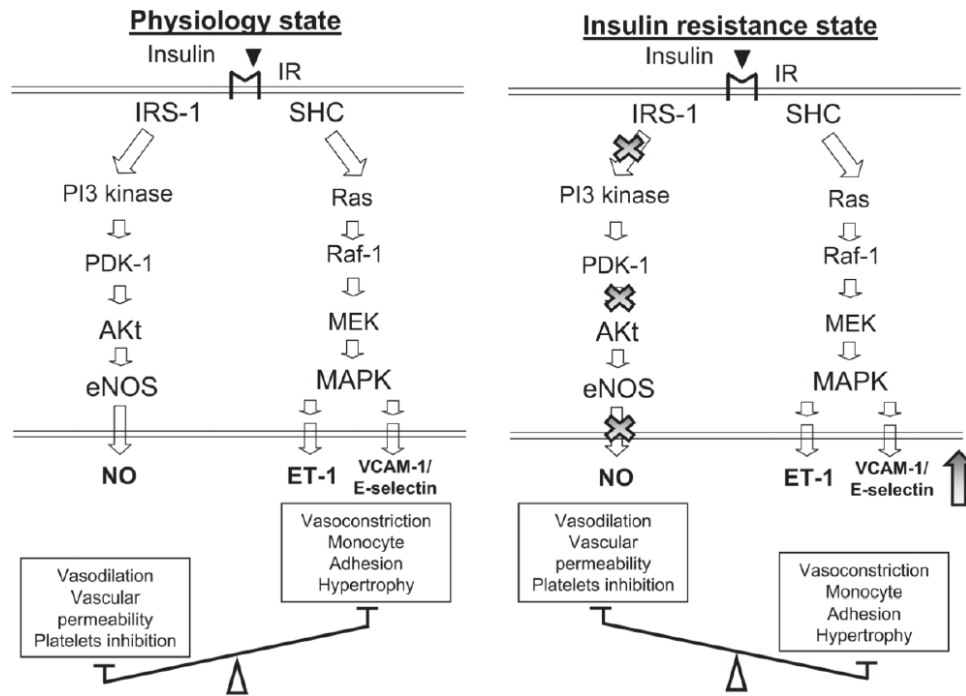 Physiology state
Insulin
IR
IRS-1
SHC
PI3 kinase
Ras
PDK-1
Raf-1
AKt
MEK
eNOS
MAPK
NO
ET-1
VCAM-1/
E-selectin
Vasoconstriction
Monocyte
Adhesion
Hypertrophy
Vasodilation
Vascular
permeability
Platelets inhibition
Insulin resistance state
Insulin
IR
IRS-1
SHC
PI3 kinase
Ras
PDK-1
Raf-1
AKt
MEK
eNOS
MAPK
NO
ET-1
VCAM-1/
E-selectin
Vasodilation
Vascular
permeability
Platelets inhibition
Vasoconstriction
Monocyte
Adhesion
Hypertrophy